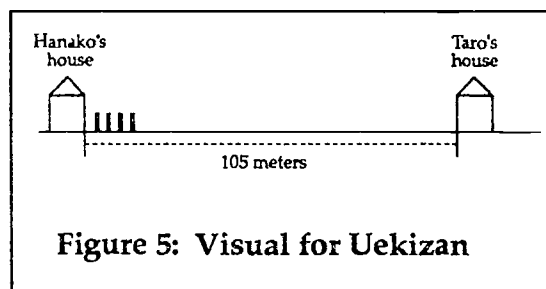 Hanako's
house
Taro's
house
105 meters
Figure 5: Visual for Uekizan